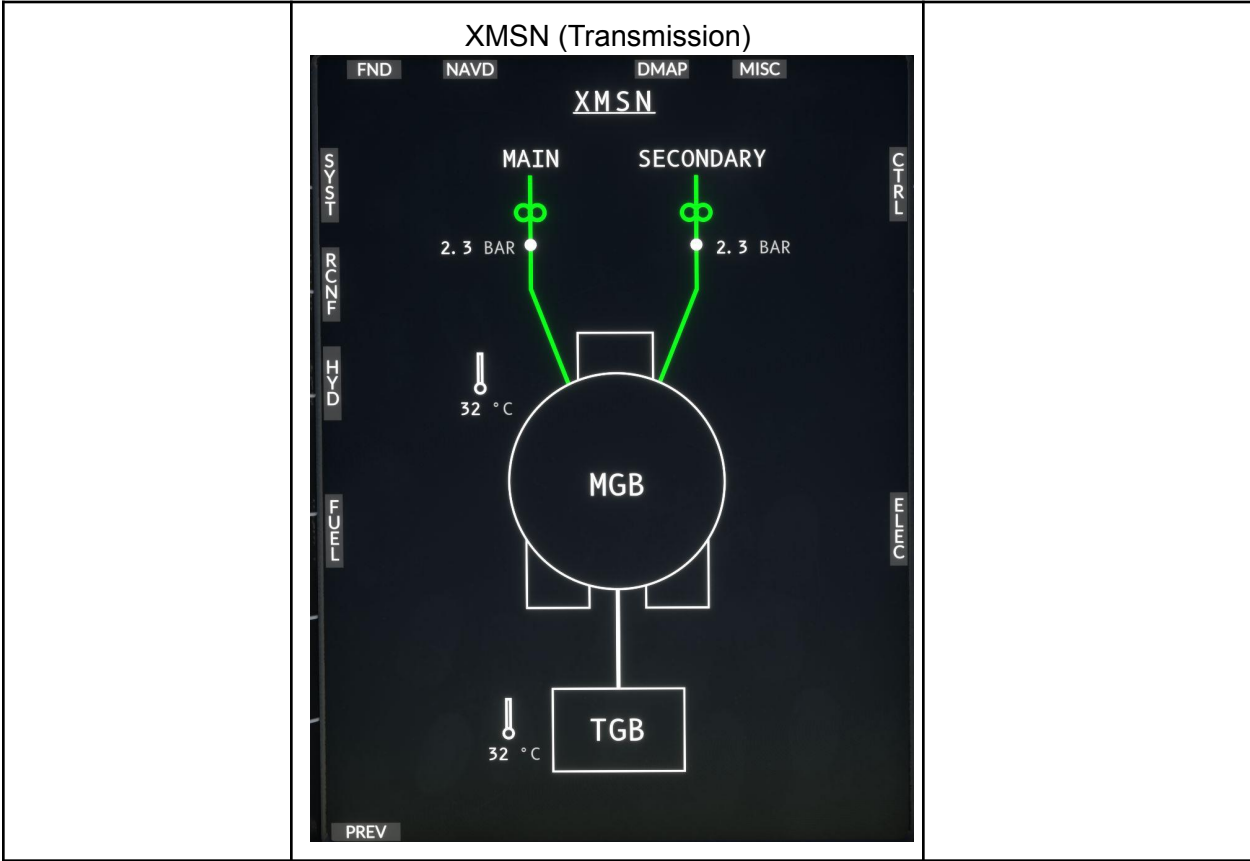 XMSN (Transmission)
FND NAVD DMAP MISC
XMSN
SYST
CTRL
MAIN SECONDARY
2.3 BAR 2.3 BAR
RCNF
HYD
32 °C
MGB
FUEL
ELEC
TGB
32 °C
PREV